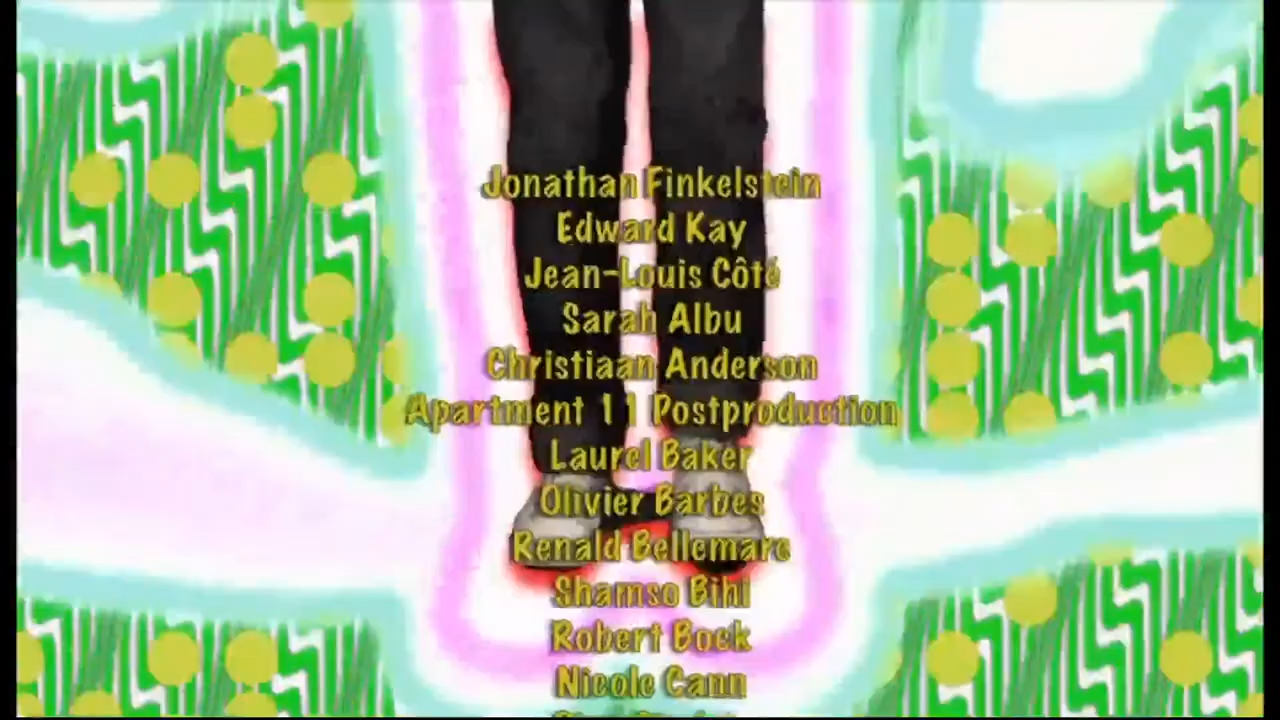 Jonathan Finkelstein
Edward Kay
Jean-Louis Côté
Sarah Albu
Christiaan Anderson
Apartment 11 Postproduction
Laurel Baker
Olivier Barbes
Renald Bellemare
Shamso Bihi
Robert Bock
Nicole Cann